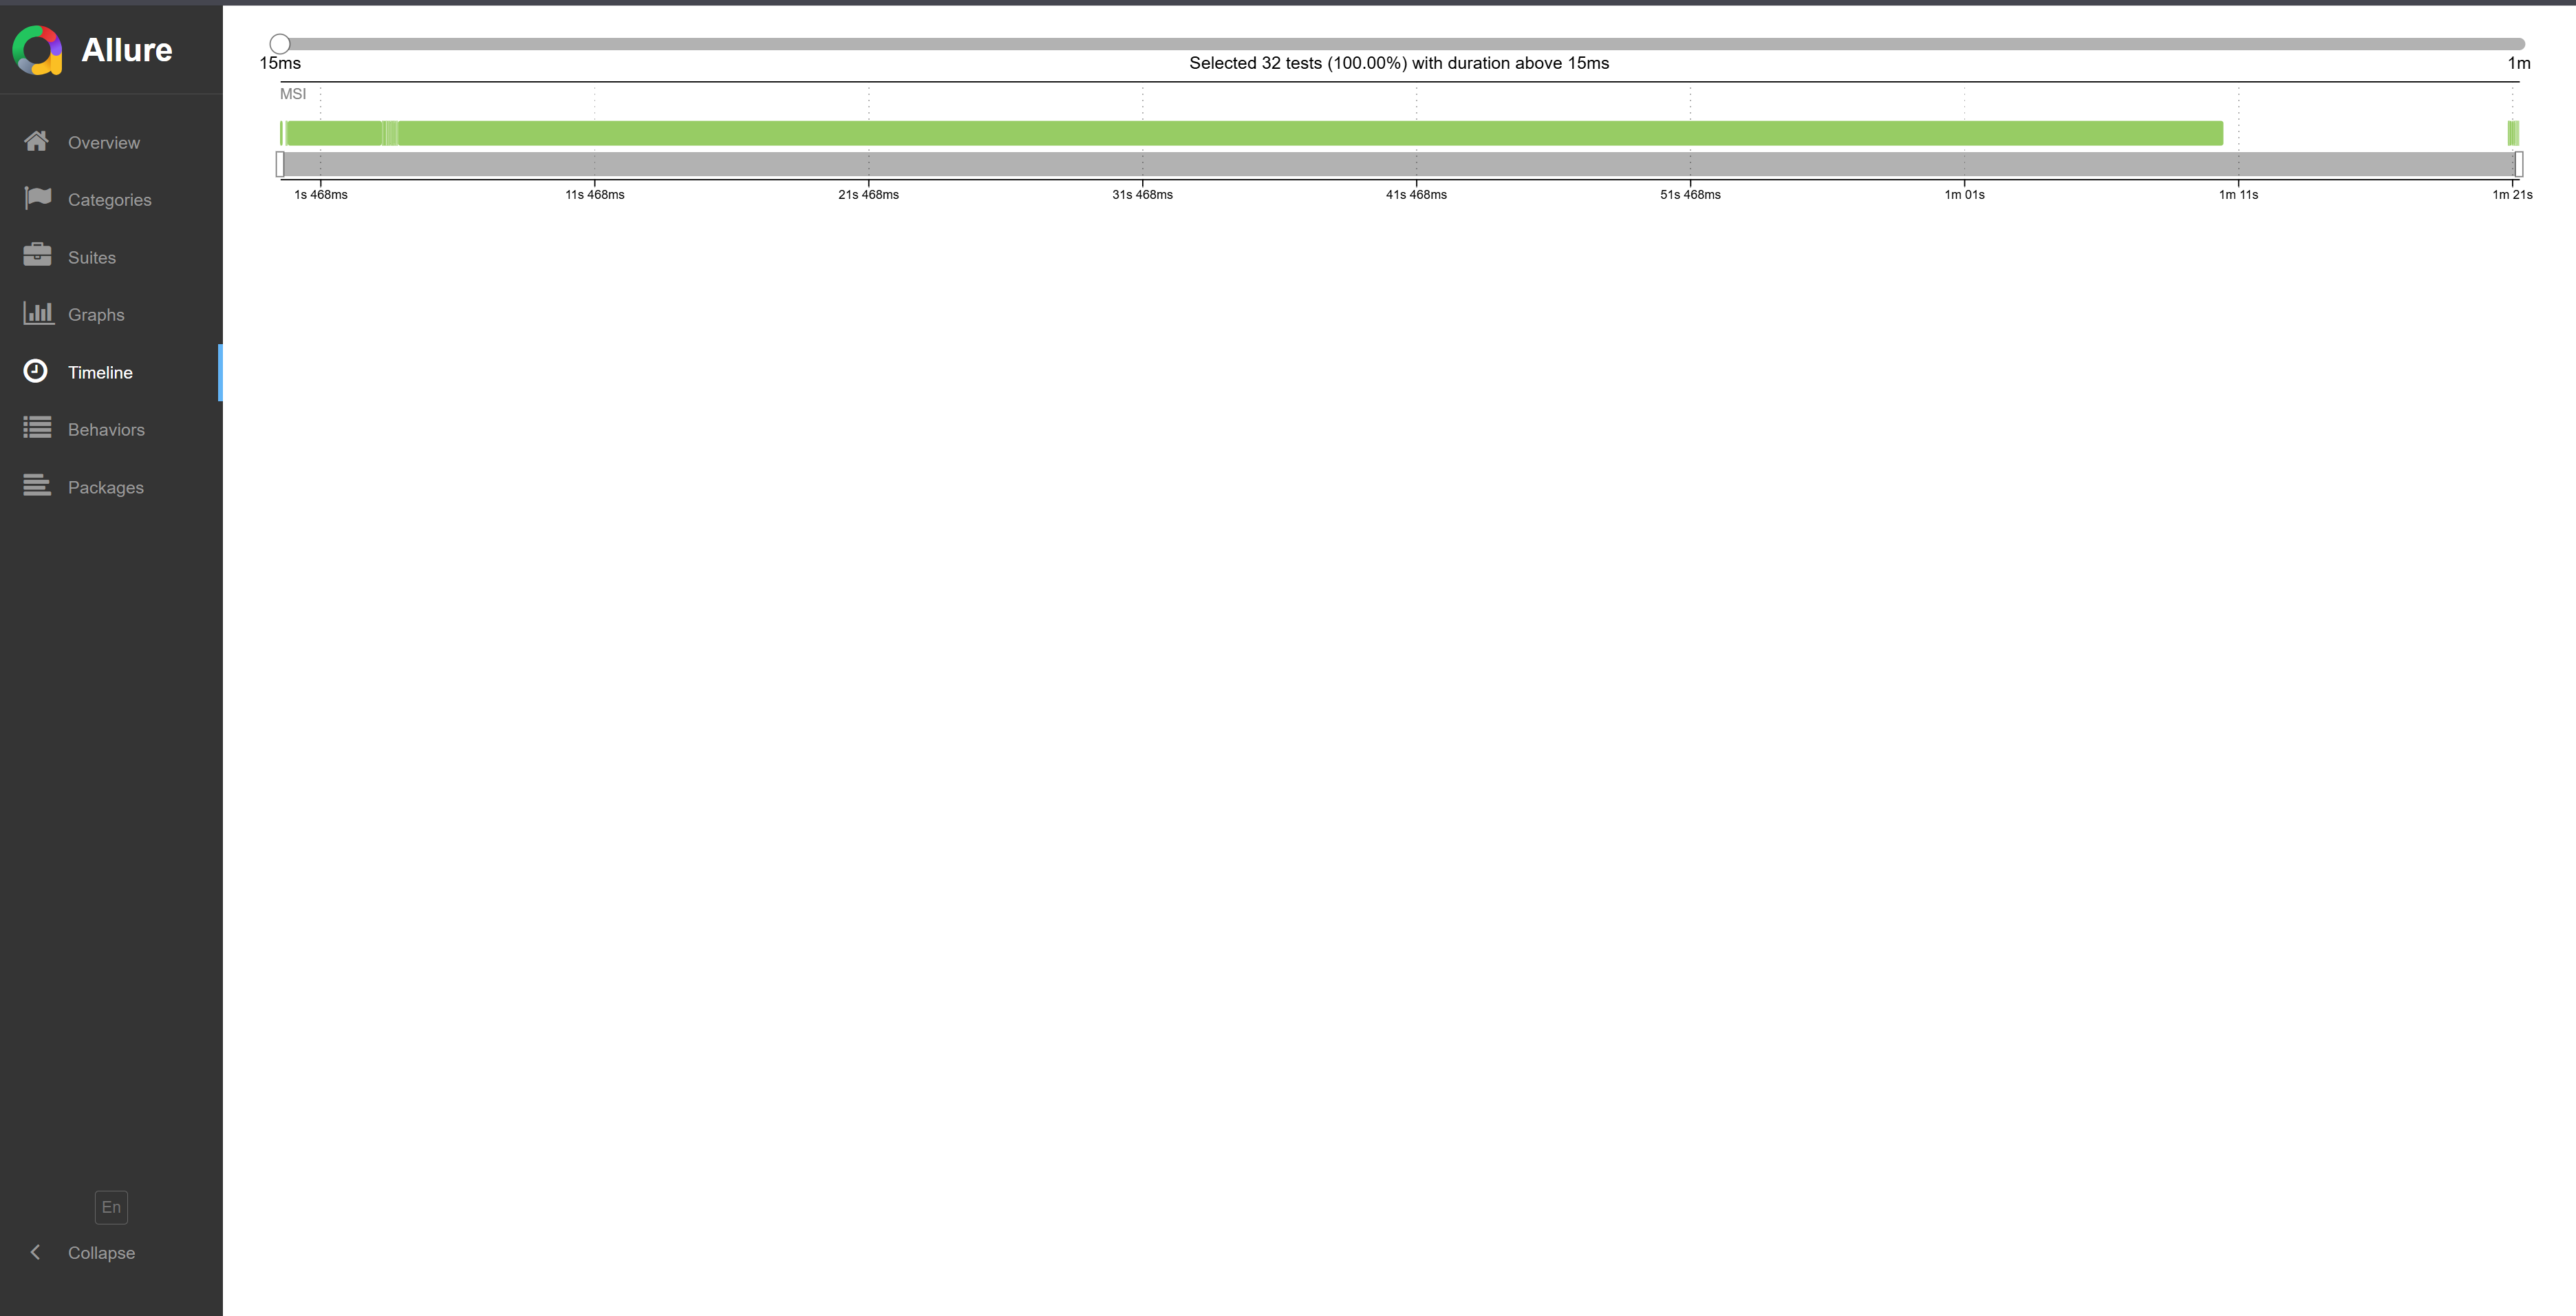 Allure
Overview
Categories
Suites
Graphs
Timeline
Behaviors
Packages
En
Collapse
15ms
Selected 32 tests (100.00%) with duration above 15ms
1m
MSI
1s 468ms
11s 468ms
21s 468ms
31s 468ms
41s 468ms
51s 468ms
1m 01s
1m 11s
1m 21s